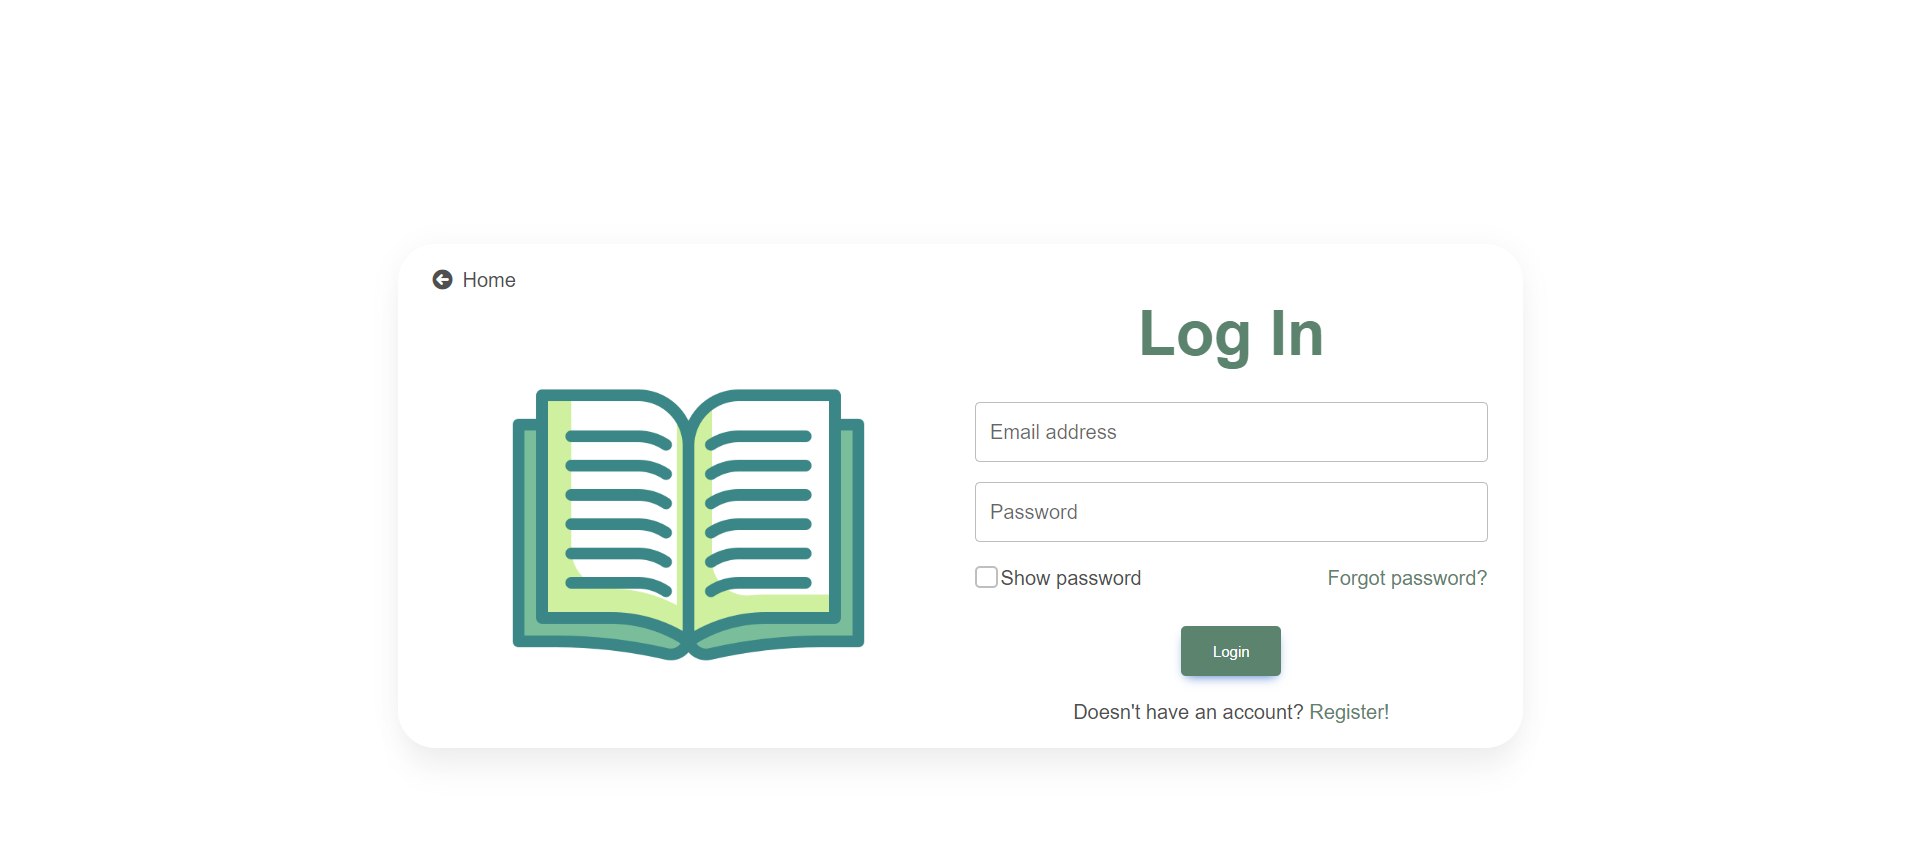 Home
Log In
Email address
Password
Show password
Forgot password?
Login
Doesn't have an account? Register!